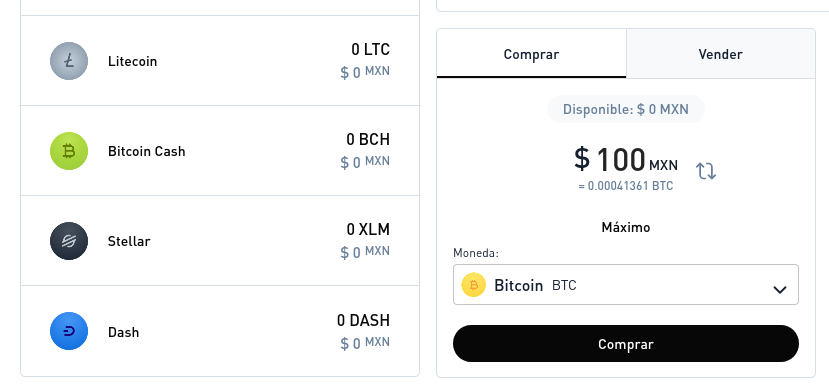 Litecoin
0 LTC
$ 0 MXN
Bitcoin Cash
0 BCH
$ 0 MXN
Stellar
0 XLM
$ 0 MXN
Dash
0 DASH
$ 0 MXN
Comprar
Vender
Disponible: $ 0 MXN
$ 100 MXN
= 0.00041361 BTC
Máximo
Moneda:
Bitcoin BTC
Comprar